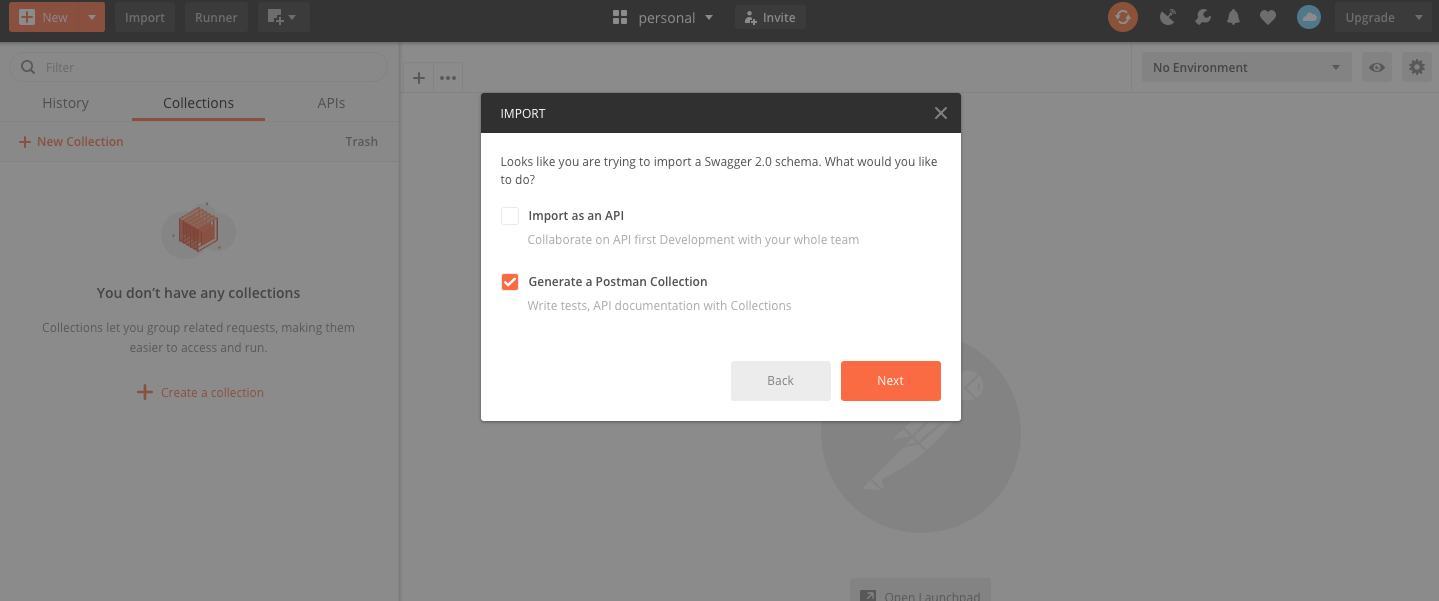 New
Import
Runner
personal
Invite
Upgrade
Filter
No Environment
History
Collections
APIs
New Collection
Trash
IMPORT
Looks like you are trying to import a Swagger 2.0 schema. What would you like
to do?
Import as an API
Collaborate on API first Development with your whole team
Generate a Postman Collection
Write tests, API documentation with Collections
Back
Next
You don't have any collections
Collections let you group related requests, making them
easier to access and run.
Create a collection
Open Launchpad